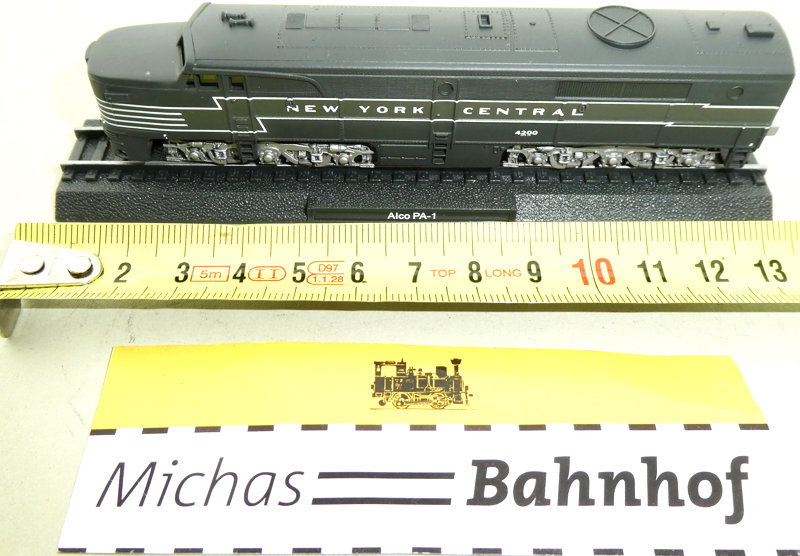 NEW YORK CENTRAL
4200
Alco PA-1
2 3 5m 4 II 5 D97 6 7 TOP 8 LONG 9 10 11 12 13
1.1.28
Michas Bahnhof